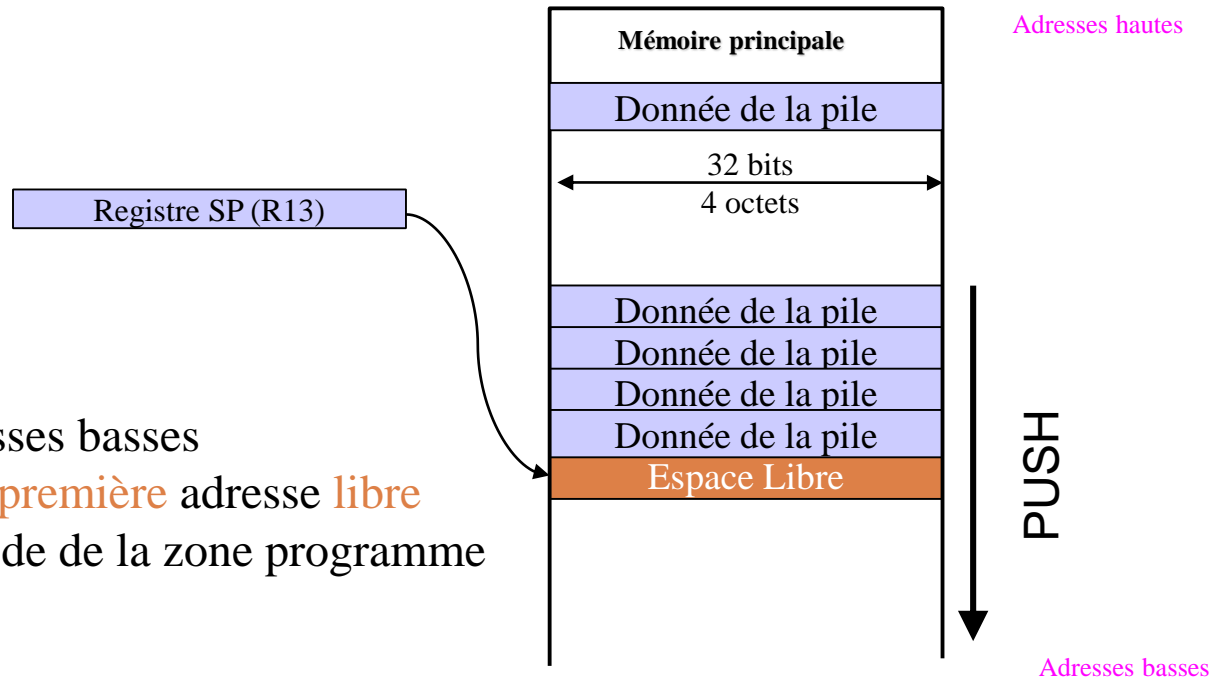 Mémoire principale
Adresses hautes
Donnée de la pile
32 bits
4 octets
Registre SP (R13)
Donnée de la pile
Donnée de la pile
Donnée de la pile
Donnée de la pile
Espace Libre
sses basses
première adresse libre
de de la zone programme
PUSH
Adresses basses